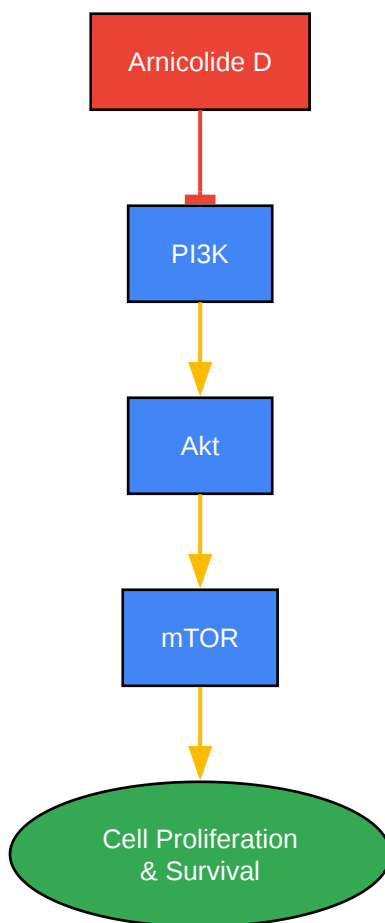 Arnicolide D
PI3K
Akt
mTOR
Cell Proliferation
& Survival